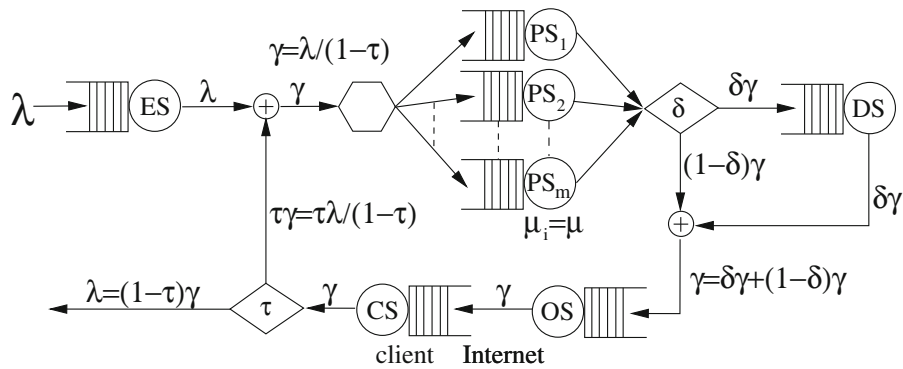 γ=λ/(1−τ)
PS₁
λ
ES
λ
γ
PS₂
δ
δγ
DS
(1−δ)γ
PSₘ
δγ
τγ=τλ/(1−τ)
μᵢ=μ
λ=(1−τ)γ
τ
γ
CS
γ
OS
γ=δγ+(1−δ)γ
client
Internet